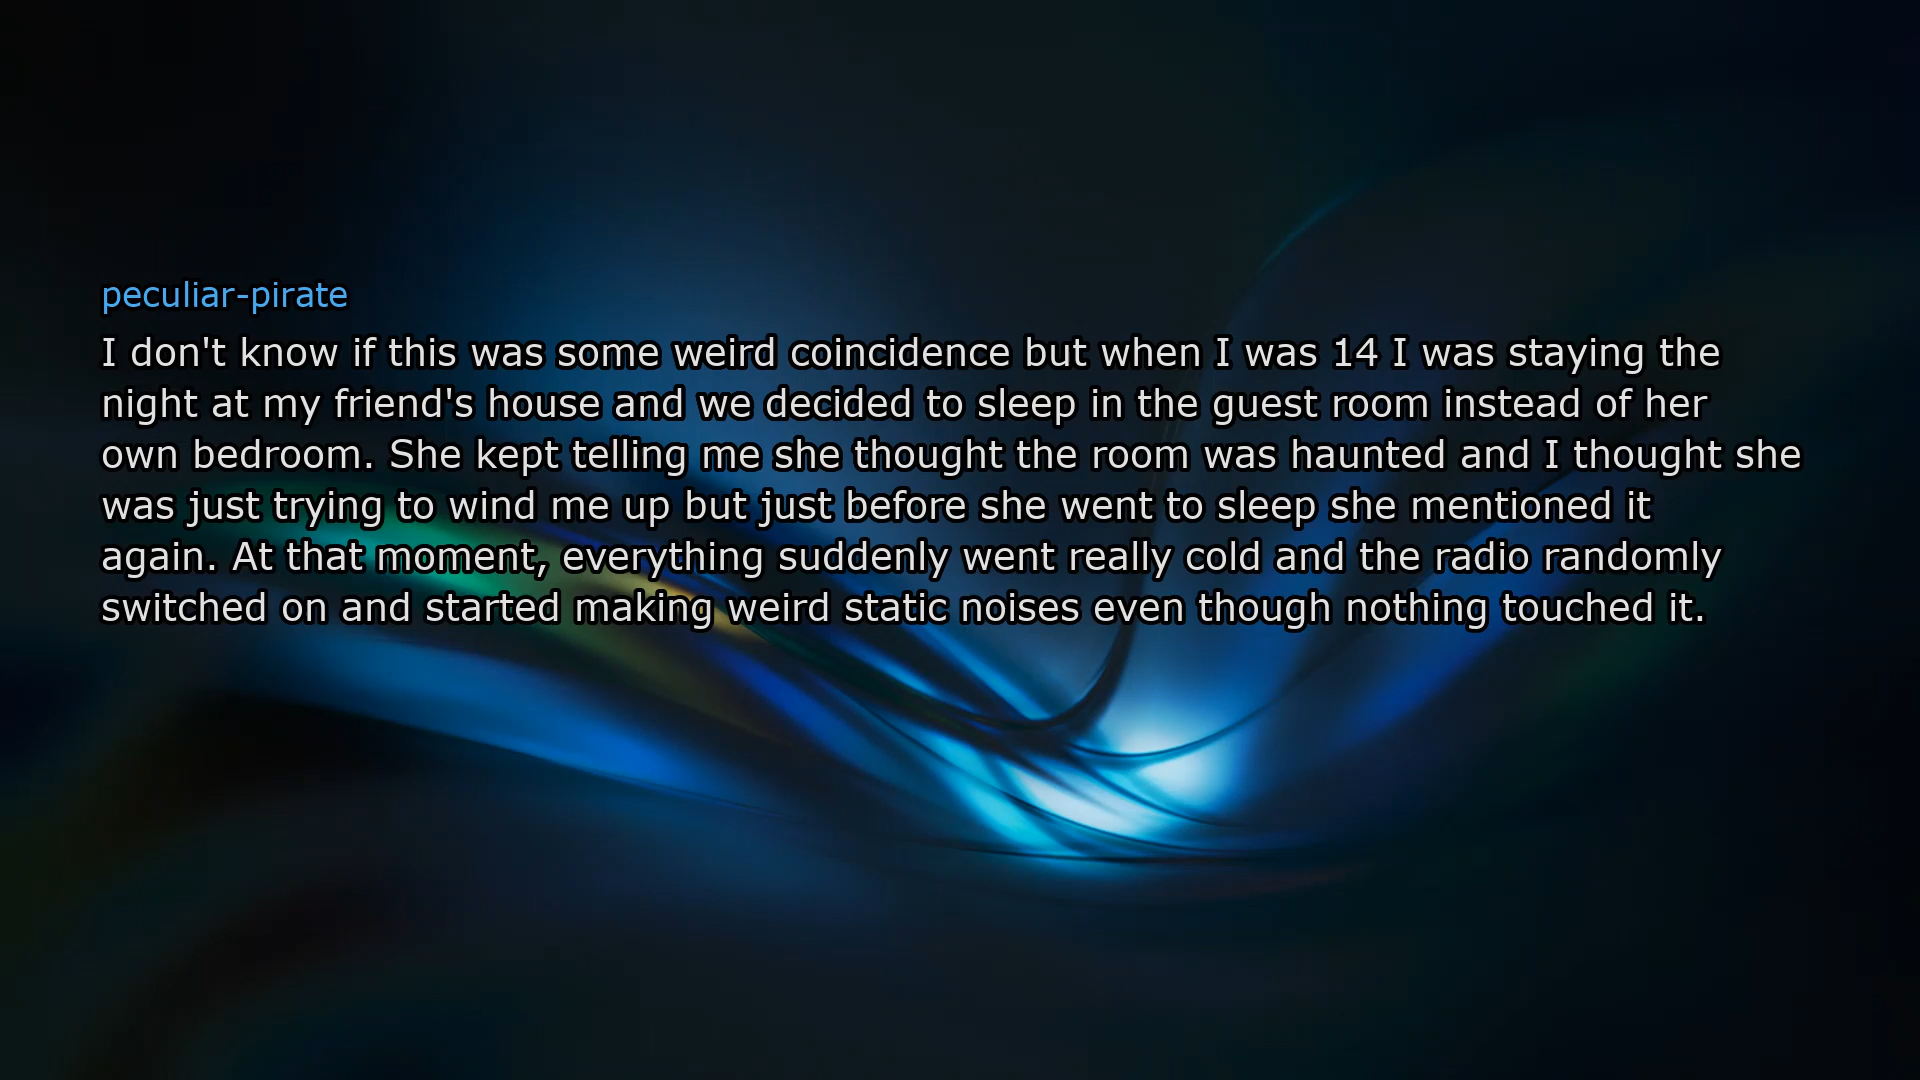 peculiar-pirate
I don't know if this was some weird coincidence but when I was 14 I was staying the
night at my friend's house and we decided to sleep in the guest room instead of her
own bedroom. She kept telling me she thought the room was haunted and I thought she
was just trying to wind me up but just before she went to sleep she mentioned it
again. At that moment, everything suddenly went really cold and the radio randomly
switched on and started making weird static noises even though nothing touched it.